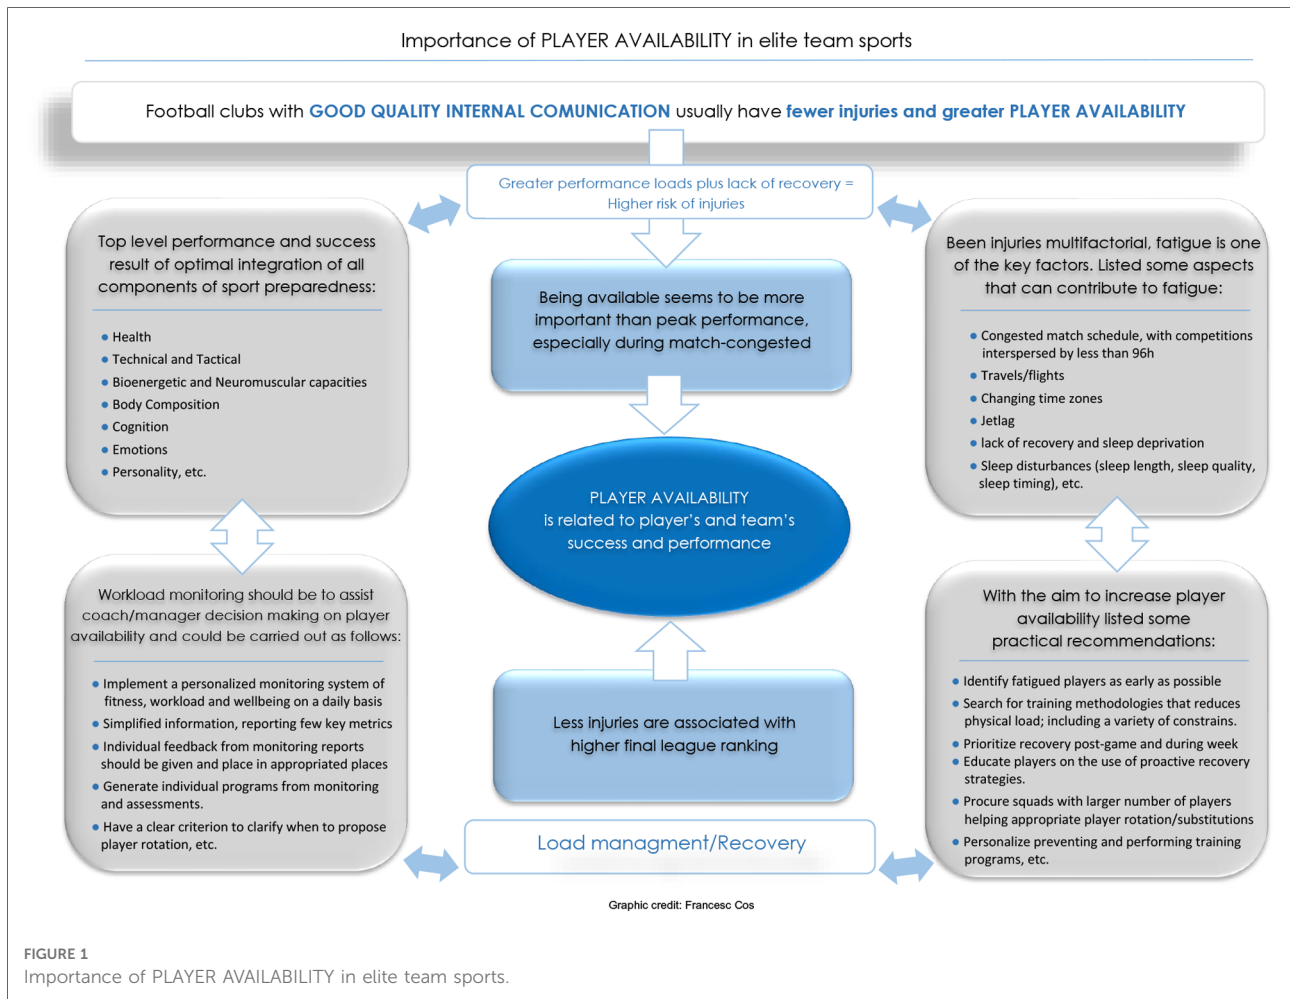 Importance of PLAYER AVAILABILITY in elite team sports
Football clubs with GOOD QUALITY INTERNAL COMUNICATION usually have fewer injuries and greater PLAYER AVAILABILITY
Greater performance loads plus lack of recovery =
Higher risk of injuries
Top level performance and success
result of optimal integration of all
components of sport preparedness:
Health
Technical and Tactical
Bioenergetic and Neuromuscular capacities
Body Composition
Cognition
Emotions
Personality, etc.
Being available seems to be more
important than peak performance,
especially during match-congested
Been injuries multifactorial, fatigue is one
of the key factors. Listed some aspects
that can contribute to fatigue:
Congested match schedule, with competitions
interspersed by less than 96h
Travels/flights
Changing time zones
Jetlag
lack of recovery and sleep deprivation
Sleep disturbances (sleep length, sleep quality,
sleep timing), etc.
PLAYER AVAILABILITY
is related to player's and team's
success and performance
Workload monitoring should be to assist
coach/manager decision making on player
availability and could be carried out as follows:
Implement a personalized monitoring system of
fitness, workload and wellbeing on a daily basis
Simplified information, reporting few key metrics
Individual feedback from monitoring reports
should be given and place in appropriated places
Generate individual programs from monitoring
and assessments.
Have a clear criterion to clarify when to propose
player rotation, etc.
Less injuries are associated with
higher final league ranking
With the aim to increase player
availability listed some
practical recommendations:
Identify fatigued players as early as possible
Search for training methodologies that reduces
physical load; including a variety of constrains.
Prioritize recovery post-game and during week
Educate players on the use of proactive recovery
strategies.
Procure squads with larger number of players
helping appropriate player rotation/substitutions
Personalize preventing and performing training
programs, etc.
Load managment/Recovery
Graphic credit: Francesc Cos
FIGURE 1
Importance of PLAYER AVAILABILITY in elite team sports.